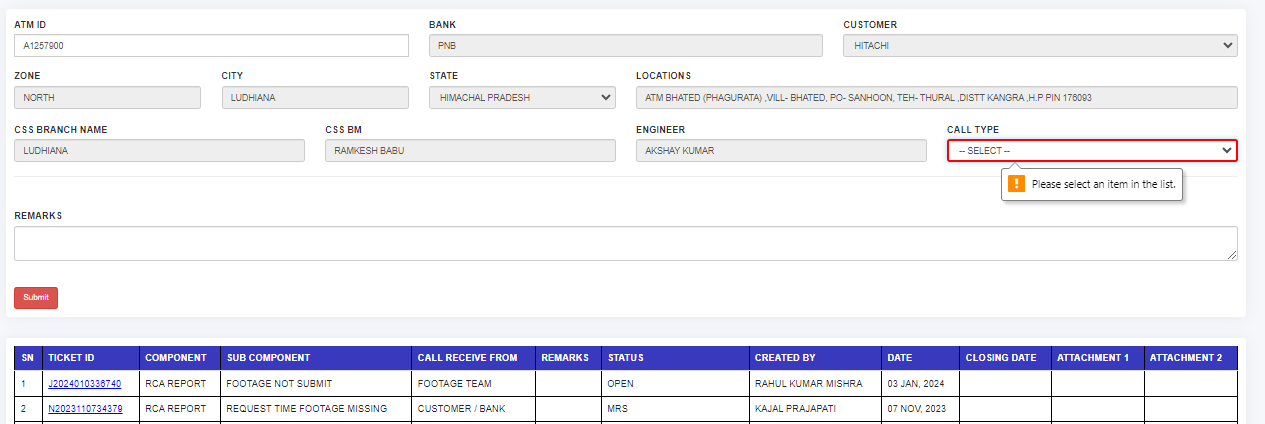 ATM ID BANK CUSTOMER
A1257900 PNB HITACHI
ZONE CITY STATE LOCATIONS
NORTH LUDHIANA HIMACHAL PRADESH ATM BHATED (PHAGURATA) ,VILL- BHATED, PO- SANHOON, TEH- THURAL ,DISTT KANGRA ,H.P PIN 176093
CSS BRANCH NAME CSS BM ENGINEER CALL TYPE
LUDHIANA RAMKESH BABU AKSHAY KUMAR -- SELECT --
Please select an item in the list.
REMARKS
Submit
SN TICKET ID COMPONENT SUB COMPONENT CALL RECEIVE FROM REMARKS STATUS CREATED BY DATE CLOSING DATE ATTACHMENT 1 ATTACHMENT 2
1 J2024010336740 RCA REPORT FOOTAGE NOT SUBMIT FOOTAGE TEAM OPEN RAHUL KUMAR MISHRA 03 JAN, 2024
2 N2023110734379 RCA REPORT REQUEST TIME FOOTAGE MISSING CUSTOMER / BANK MRS KAJAL PRAJAPATI 07 NOV, 2023